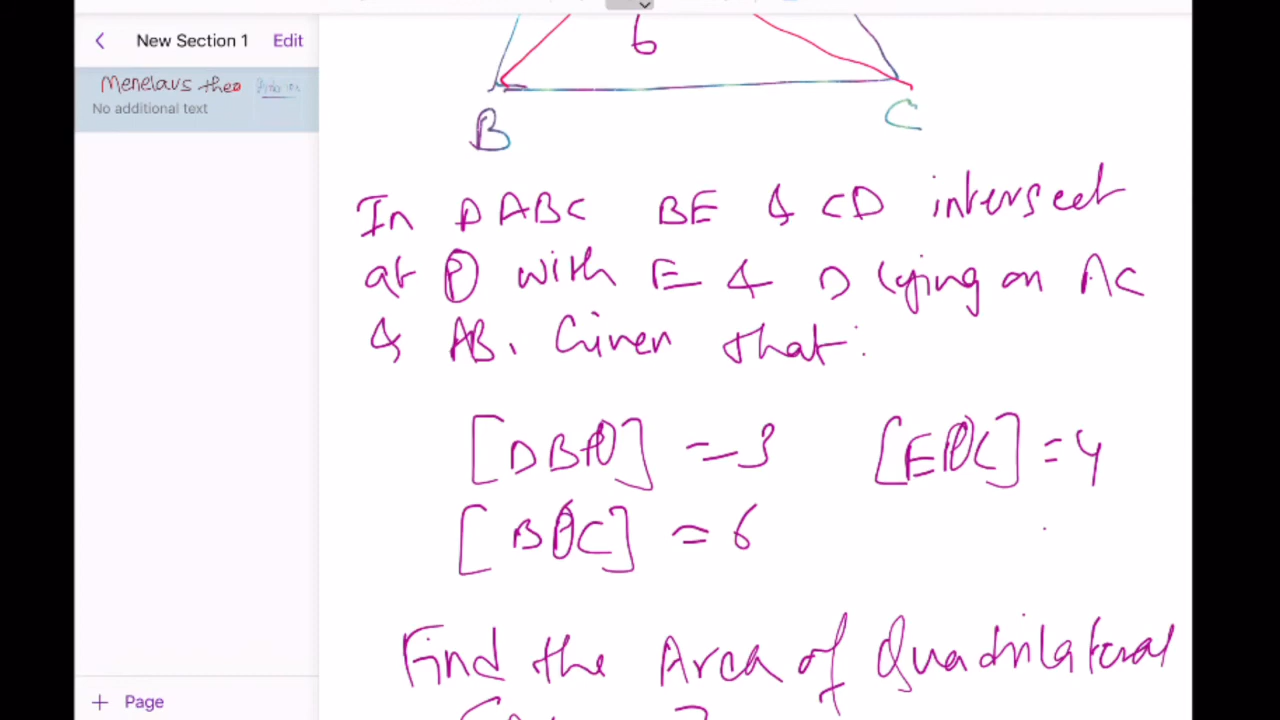 New Section 1 Edit
Menelaus theo
No additional text
6
B
C
In Δ ABC BE & CD intersect
at P with E & D lying on AC
& AB. Given that:
[DBP] = 3 [EPC] = 4
[BPC] = 6
Find the Area of Quadrilateral
+ Page